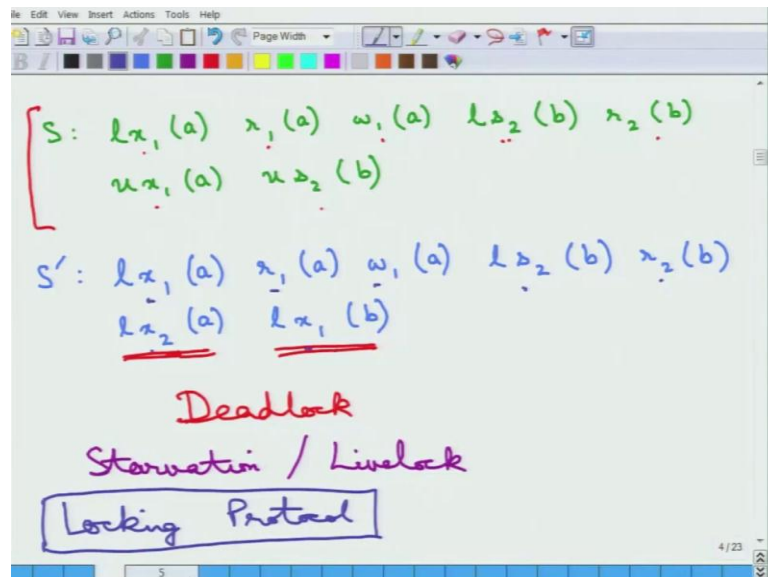 File Edit View Insert Actions Tools Help
Page Width
B I
S: lx₁(a) r₁(a) w₁(a) ls₂(b) r₂(b)
ux₁(a) us₂(b)
S': lx₁(a) r₁(a) w₁(a) ls₂(b) r₂(b)
lx₂(a) lx₁(b)
Deadlock
Starvation / Livelock
Locking Protocol
4/23
5